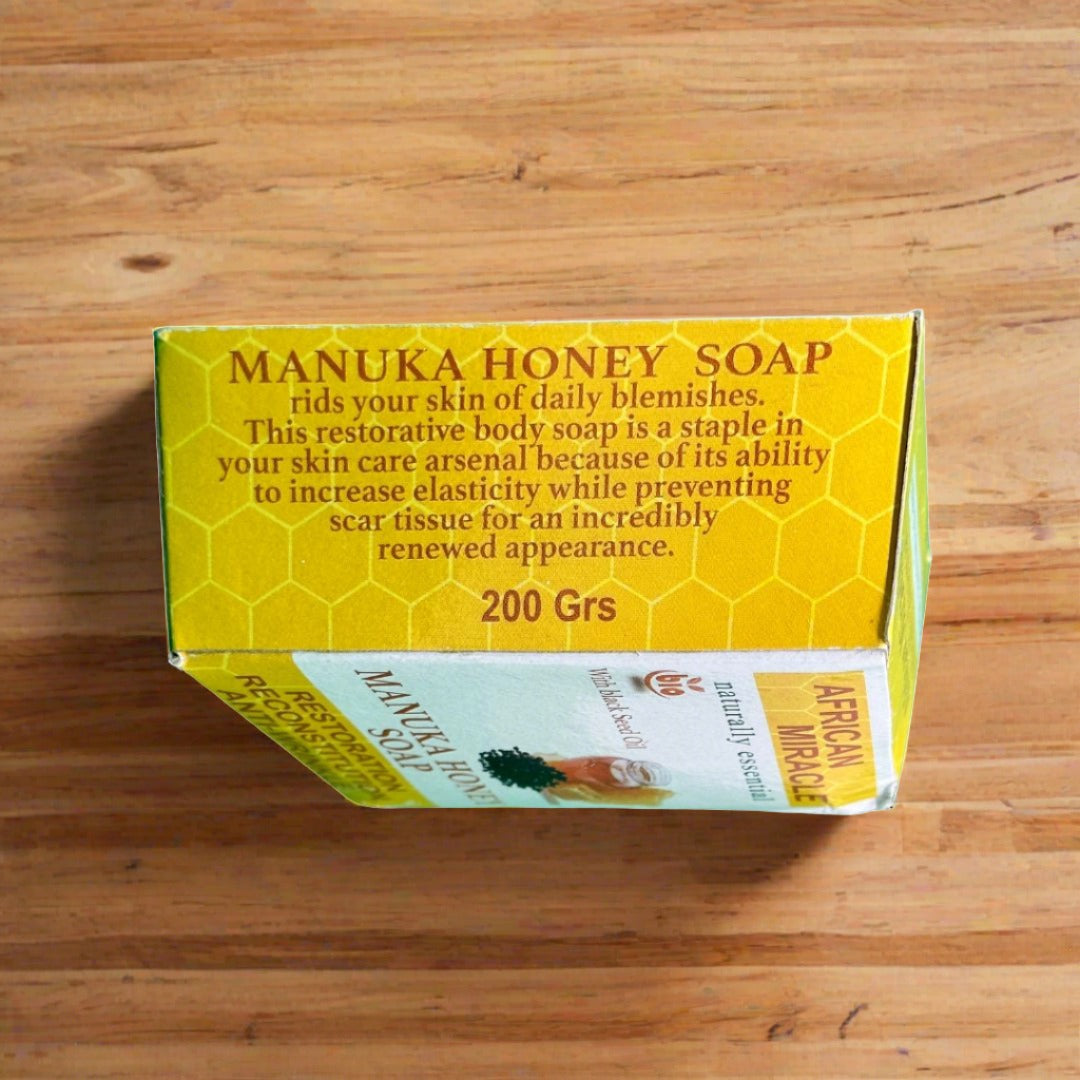 MANUKA HONEY SOAP
rids your skin of daily blemishes.
This restorative body soap is a staple in
your skin care arsenal because of its ability
to increase elasticity while preventing
scar tissue for an incredibly
renewed appearance.
200 Grs
AFRICAN
MIRACLE
naturally essential
bio
With black Seed Oil
MANUKA HONEY
SOAP
RESTORATION
RECONSTITUTION